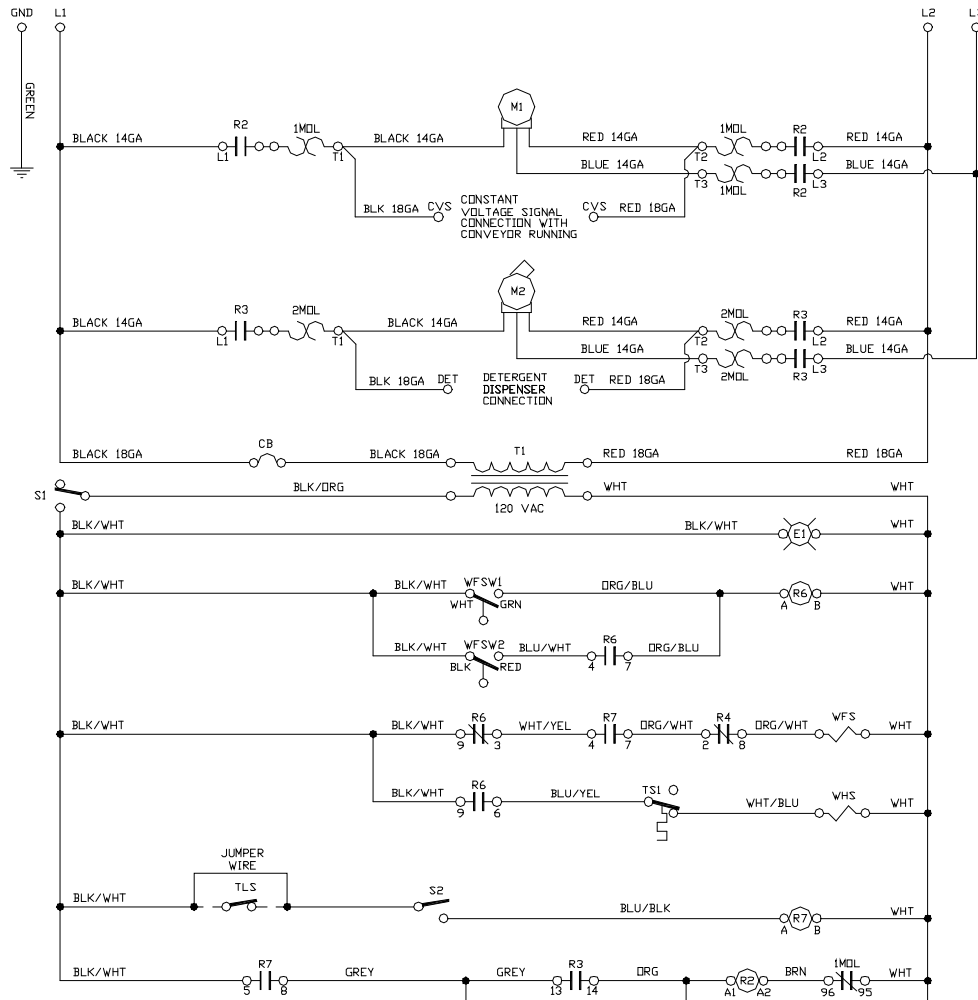 GND L1 L2 L
GREEN
M1
BLACK 14GA R2 1MOL BLACK 14GA RED 14GA 1MOL R2 RED 14GA
L1 T1 T2 L2
BLUE 14GA BLUE 14GA
T3 1MOL R2 L3
BLK 18GA CVS CONSTANT CVS RED 18GA
VOLTAGE SIGNAL
CONNECTION WITH
CONVEYOR RUNNING
M2
BLACK 14GA R3 2MOL BLACK 14GA RED 14GA 2MOL R3 RED 14GA
L1 T1 T2 L2
BLUE 14GA BLUE 14GA
T3 2MOL R3 L3
BLK 18GA DET DETERGENT DET RED 18GA
DISPENSER
CONNECTION
BLACK 18GA CB BLACK 18GA T1 RED 18GA RED 18GA
S1 BLK/ORG WHT WHT
120 VAC
BLK/WHT BLK/WHT E1 WHT
BLK/WHT BLK/WHT WFSW1 ORG/BLU R6 WHT
WHT GRN A B
BLK/WHT WFSW2 BLU/WHT R6 ORG/BLU
BLK RED 4 7
BLK/WHT BLK/WHT R6 WHT/YEL R7 ORG/WHT R4 ORG/WHT WFS WHT
9 3 4 7 2 8
BLK/WHT R6 BLU/YEL TS1 WHT/BLU WHS WHT
9 6
JUMPER
WIRE
BLK/WHT TLS S2 BLU/BLK R7 WHT
A B
BLK/WHT R7 GREY GREY R3 ORG R2 BRN 1MOL WHT
5 8 13 14 A1 A2 96 95